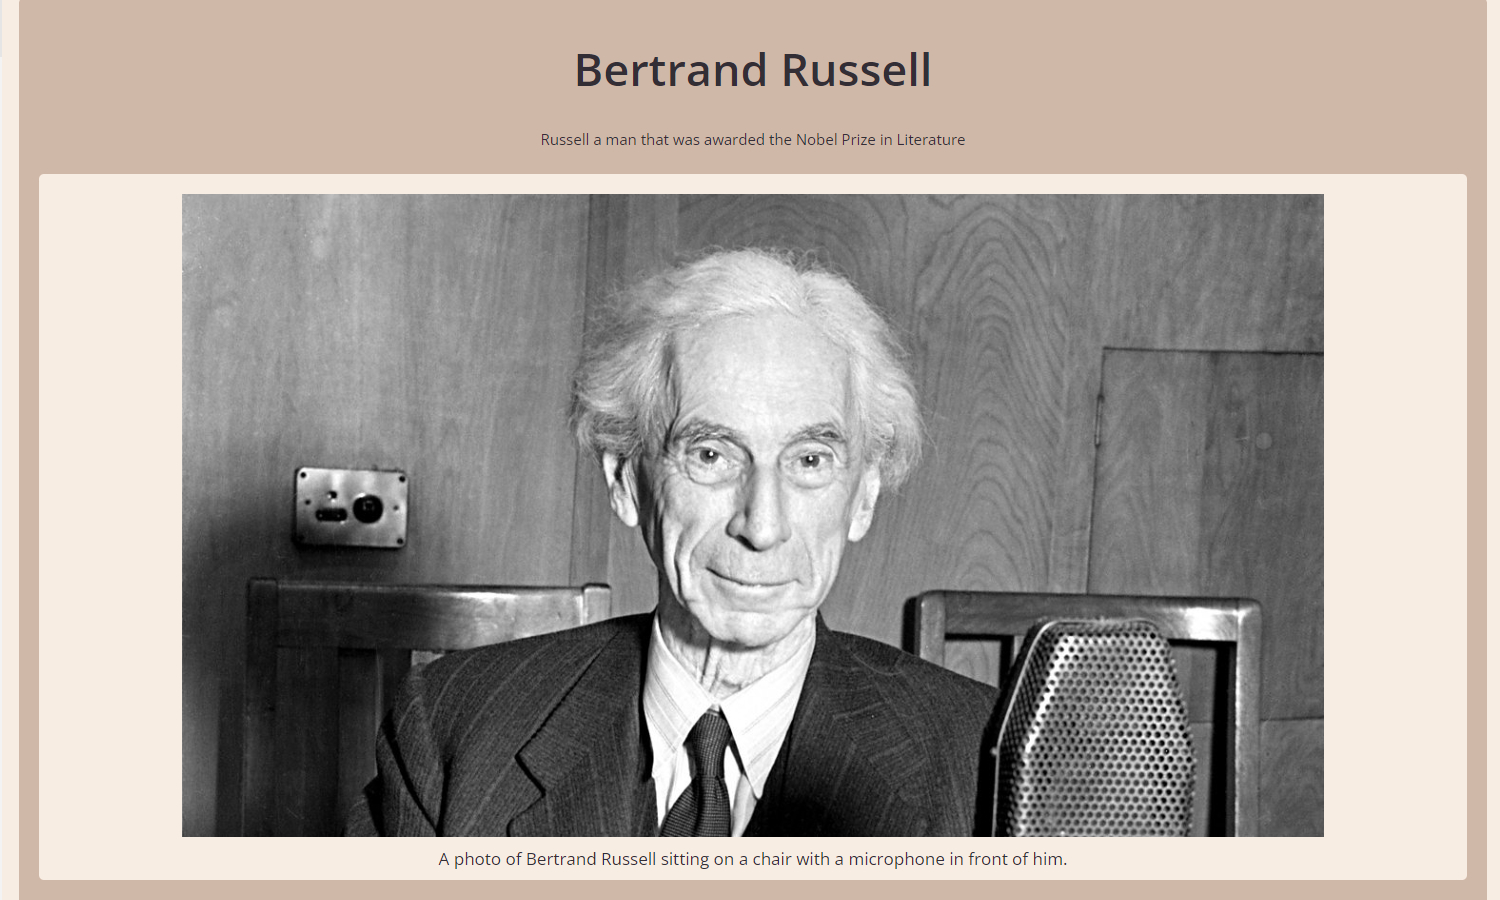 Bertrand Russell
Russell a man that was awarded the Nobel Prize in Literature
A photo of Bertrand Russell sitting on a chair with a microphone in front of him.